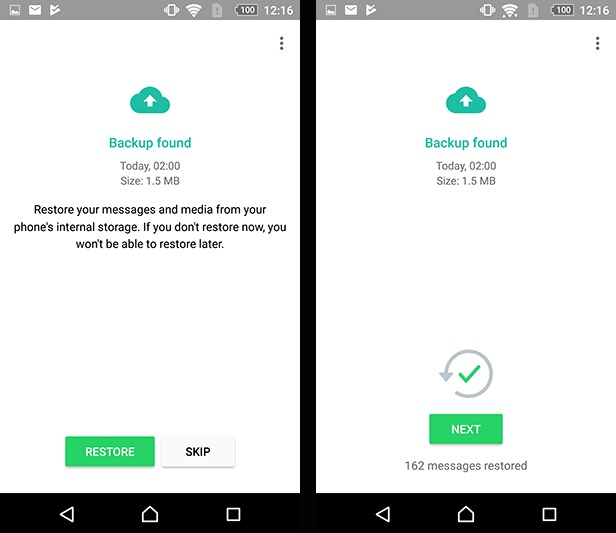 100 12:16
Backup found
Today, 02:00
Size: 1.5 MB
Restore your messages and media from your
phone's internal storage. If you don't restore now, you
won't be able to restore later.
RESTORE SKIP
100 12:16
Backup found
Today, 02:00
Size: 1.5 MB
NEXT
162 messages restored